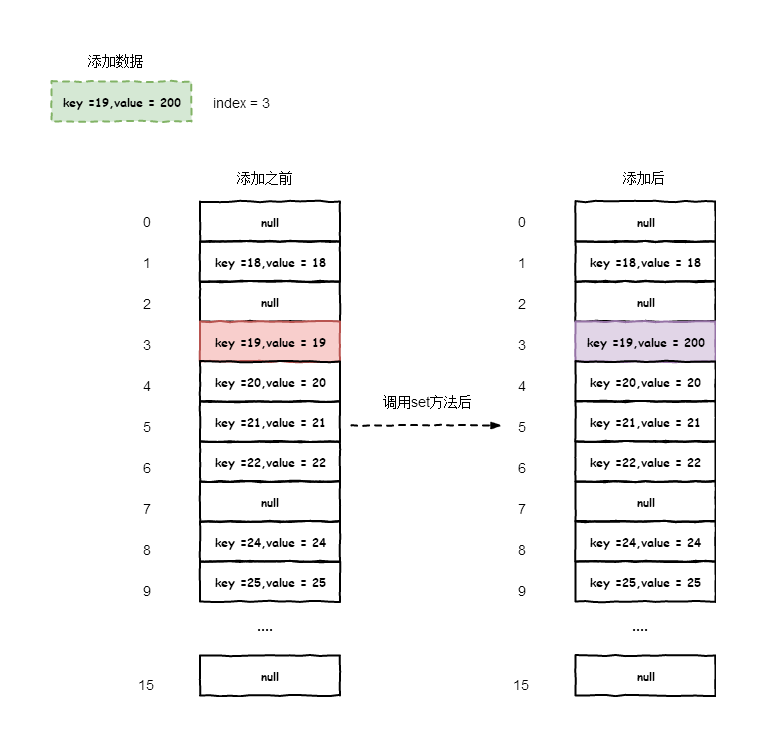 添加数据
key =19,value = 200 index = 3
添加之前 添加后
0 null 0 null
1 key =18,value = 18 1 key =18,value = 18
2 null 2 null
3 key =19,value = 19 3 key =19,value = 200
4 key =20,value = 20 4 key =20,value = 20
调用set方法后
5 key =21,value = 21 5 key =21,value = 21
6 key =22,value = 22 6 key =22,value = 22
7 null 7 null
8 key =24,value = 24 8 key =24,value = 24
9 key =25,value = 25 9 key =25,value = 25
.... ....
15 null 15 null